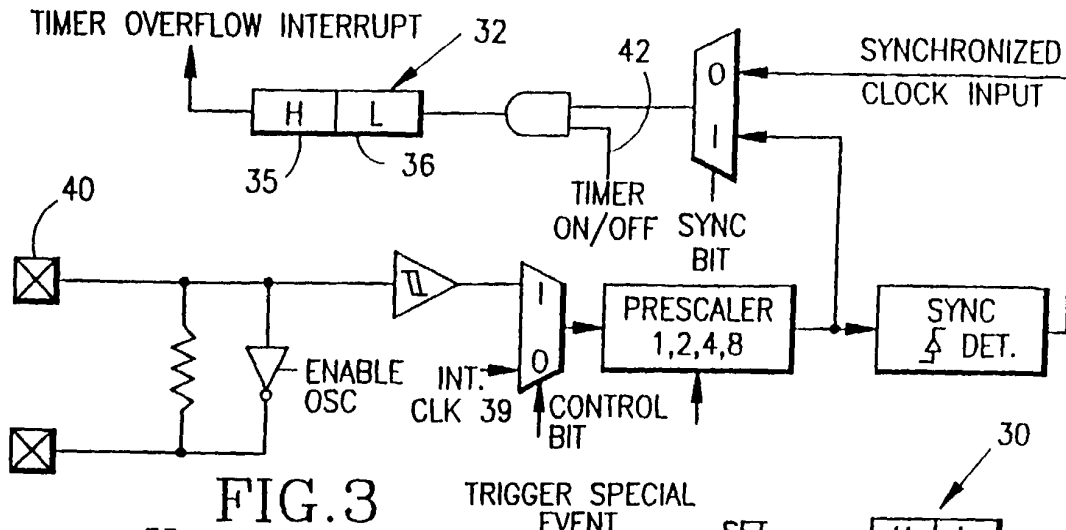 TIMER OVERFLOW INTERRUPT
32
42
SYNCHRONIZED
CLOCK INPUT
H L
0
1
35
36
TIMER
ON/OFF
SYNC
BIT
40
1
0
PRESCALER
1,2,4,8
SYNC
DET.
ENABLE
OSC
INT.
CLK 39
CONTROL
BIT
30
FIG.3
TRIGGER SPECIAL
EVENT